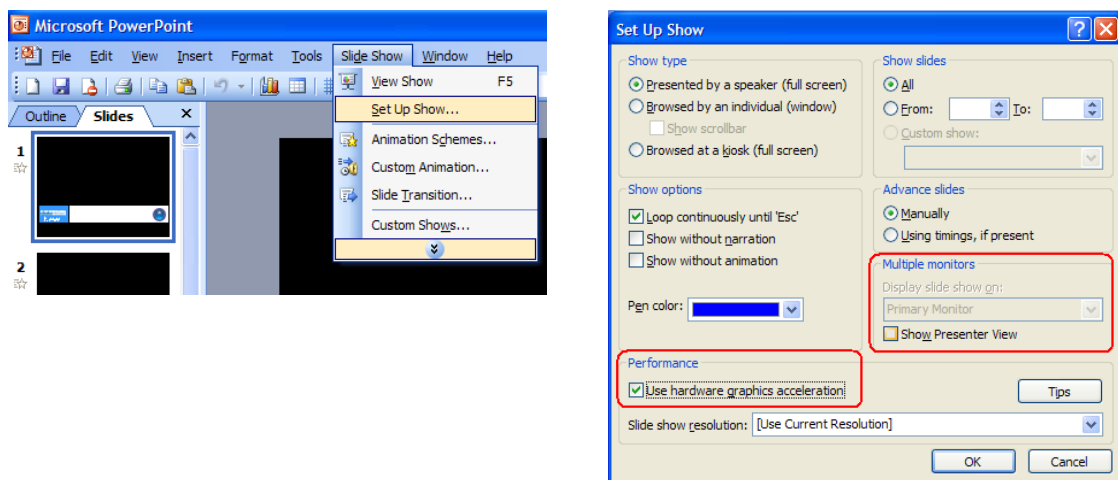 Microsoft PowerPoint
File Edit View Insert Format Tools Slide Show Window Help
View Show F5
Set Up Show...
Outline Slides
Animation Schemes...
1
Custom Animation...
Slide Transition...
Custom Shows...
2
Set Up Show
Show type
Presented by a speaker (full screen)
Browsed by an individual (window)
Show scrollbar
Browsed at a kiosk (full screen)
Show slides
All
From: To:
Custom show:
Show options
Loop continuously until 'Esc'
Show without narration
Show without animation
Pen color:
Advance slides
Manually
Using timings, if present
Multiple monitors
Display slide show on:
Primary Monitor
Show Presenter View
Performance
Use hardware graphics acceleration
Tips
Slide show resolution: [Use Current Resolution]
OK Cancel